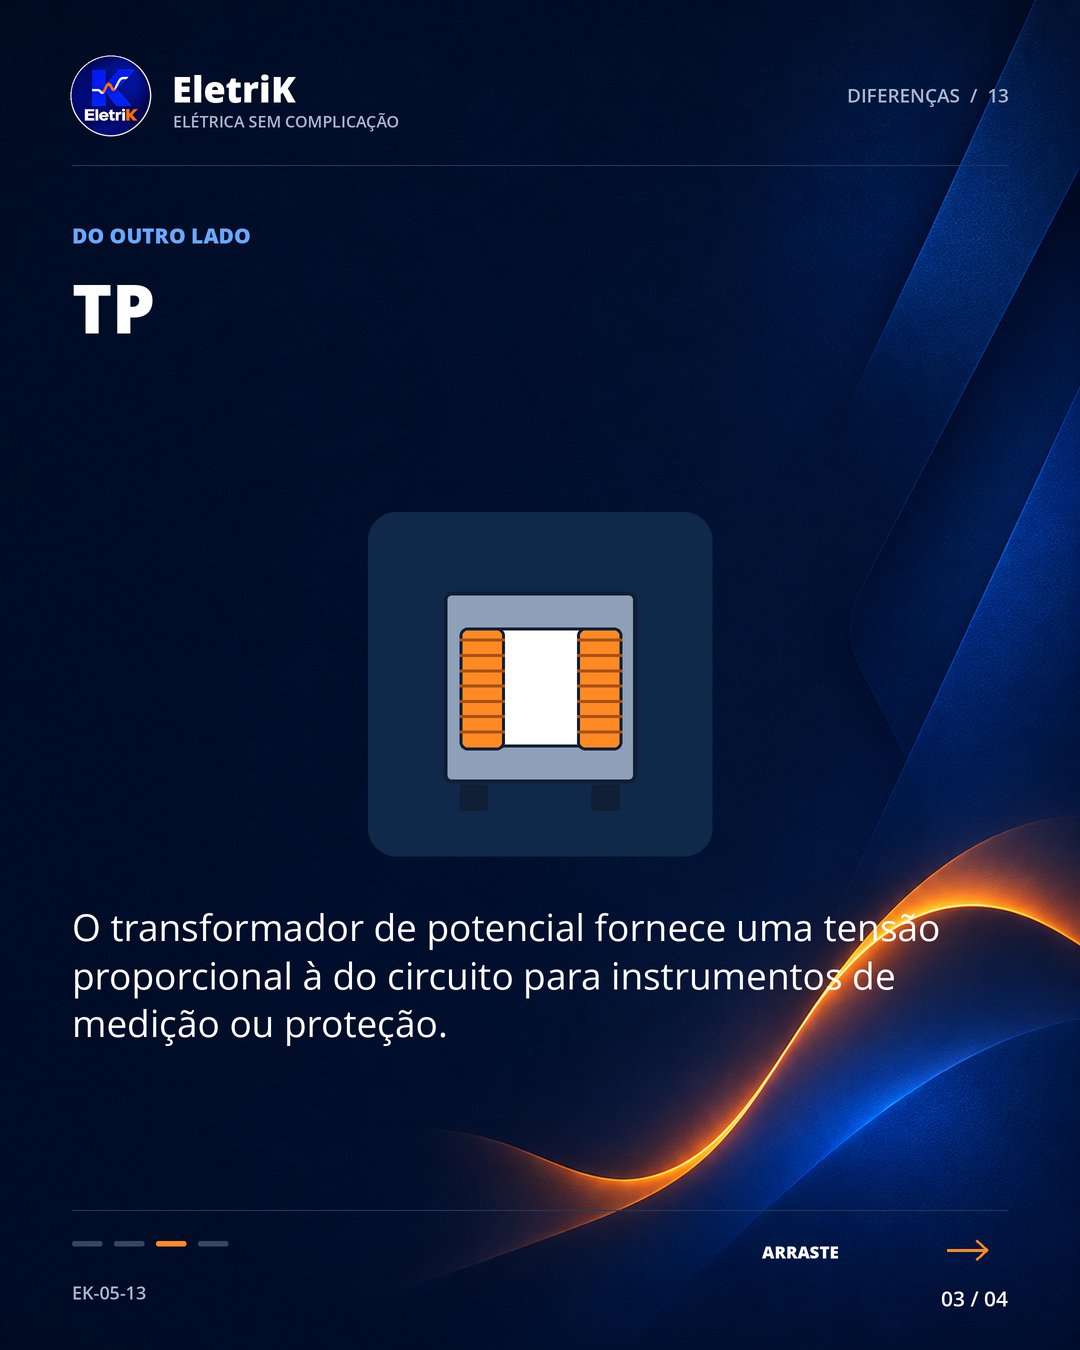 EletriK
EletriK
ELÉTRICA SEM COMPLICAÇÃO
DIFERENÇAS / 13
DO OUTRO LADO
TP
O transformador de potencial fornece uma tensão
proporcional à do circuito para instrumentos de
medição ou proteção.
ARRASTE
EK-05-13
03 / 04